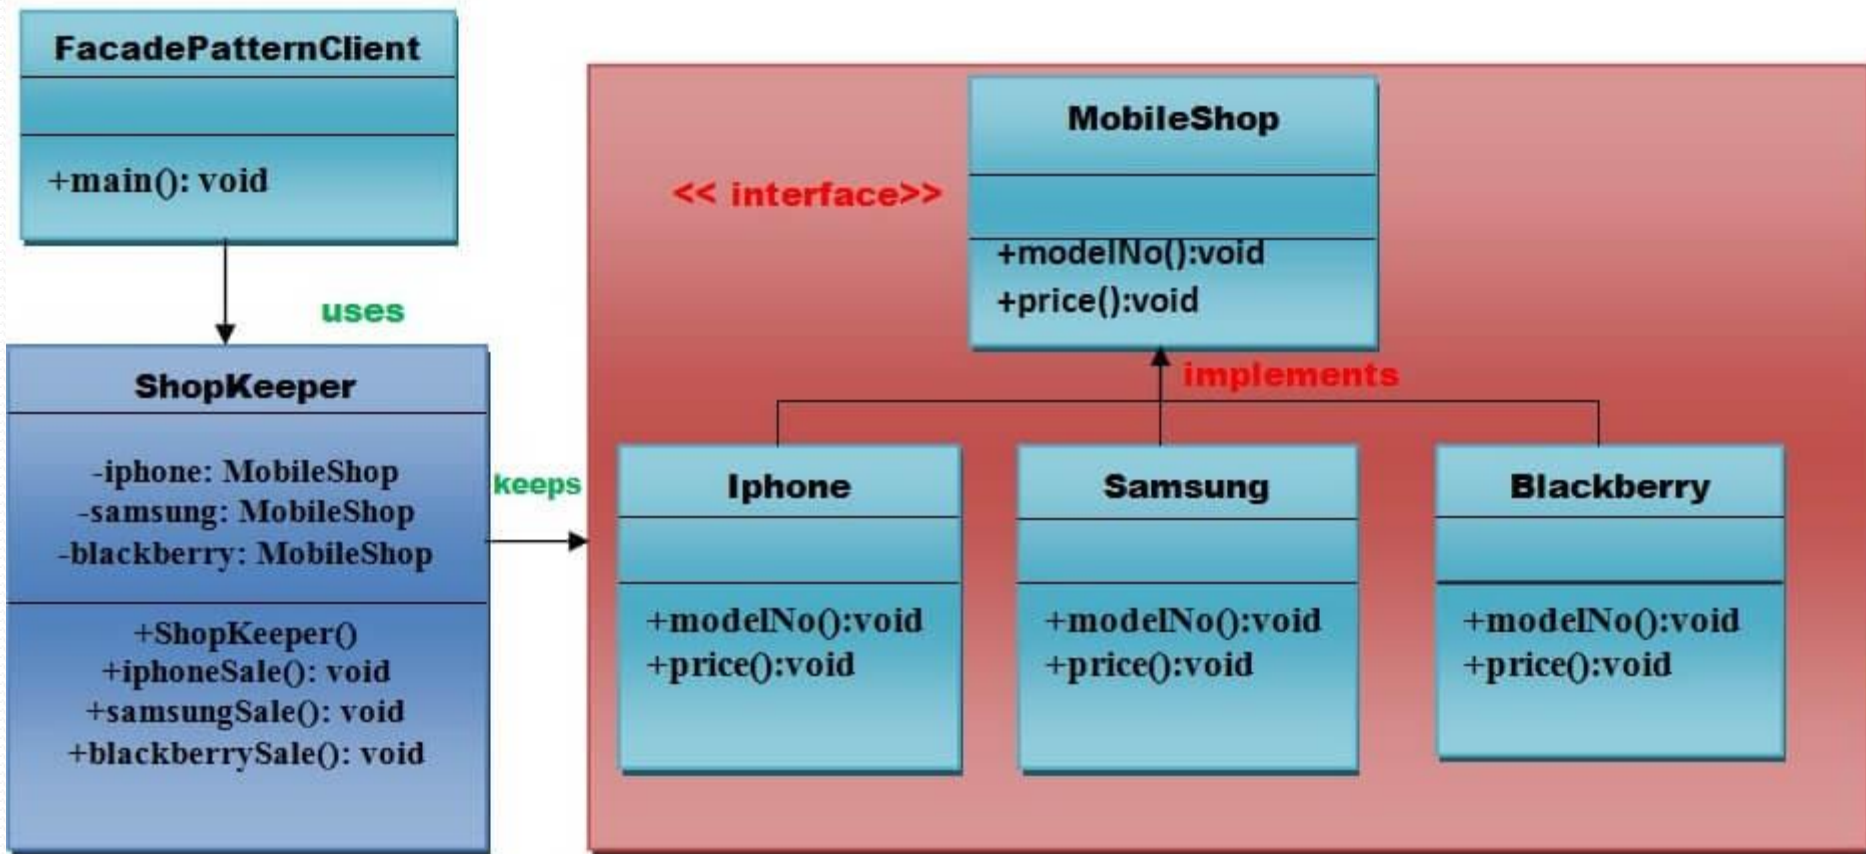 FacadePatternClient
+main(): void
uses
ShopKeeper
-iphone: MobileShop
-samsung: MobileShop
-blackberry: MobileShop
+ShopKeeper()
+iphoneSale(): void
+samsungSale(): void
+blackberrySale(): void
keeps
MobileShop
<< interface>>
+modelNo():void
+price():void
implements
Iphone
+modelNo():void
+price():void
Samsung
+modelNo():void
+price():void
Blackberry
+modelNo():void
+price():void